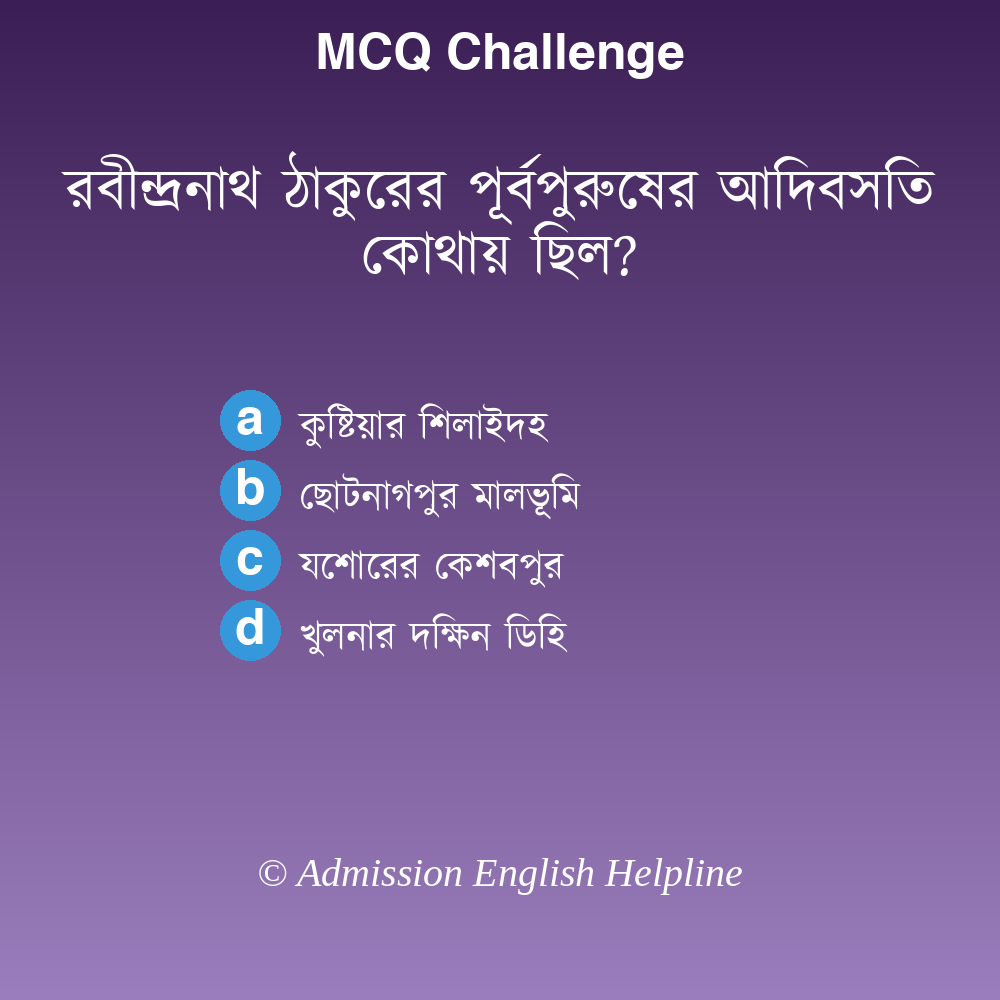 MCQ Challenge
রবীন্দ্রনাথ ঠাকুরের পূর্বপুরুষের আদিবসতি
কোথায় ছিল?
a কুষ্টিয়ার শিলাইদহ
b ছোটনাগপুর মালভূমি
c যশোরের কেশবপুর
d খুলনার দক্ষিন ডিহি
© Admission English Helpline